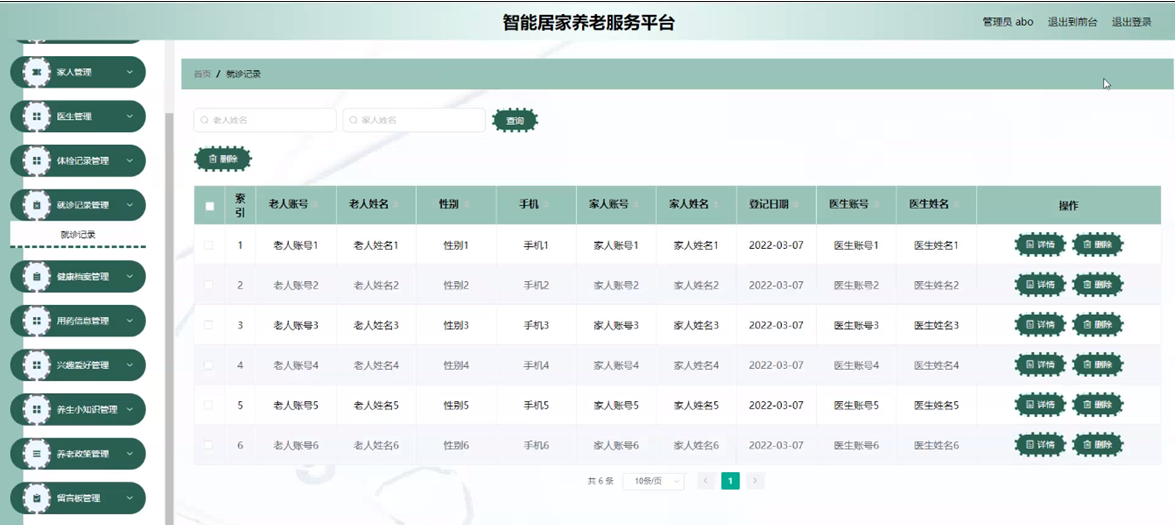 智能居家养老服务平台
管理员 abo 退出到前台 退出登录
家人管理
医生管理
体检记录管理
就诊记录管理
就诊记录
健康档案管理
用药信息管理
兴趣爱好管理
养生小知识管理
养老政策管理
留言板管理
首页 / 就诊记录
老人姓名 家人姓名 查询
删除
索引 老人账号 老人姓名 性别 手机 家人账号 家人姓名 登记日期 医生账号 医生姓名 操作
1 老人账号1 老人姓名1 性别1 手机1 家人账号1 家人姓名1 2022-03-07 医生账号1 医生姓名1 详情 删除
2 老人账号2 老人姓名2 性别2 手机2 家人账号2 家人姓名2 2022-03-07 医生账号2 医生姓名2 详情 删除
3 老人账号3 老人姓名3 性别3 手机3 家人账号3 家人姓名3 2022-03-07 医生账号3 医生姓名3 详情 删除
4 老人账号4 老人姓名4 性别4 手机4 家人账号4 家人姓名4 2022-03-07 医生账号4 医生姓名4 详情 删除
5 老人账号5 老人姓名5 性别5 手机5 家人账号5 家人姓名5 2022-03-07 医生账号5 医生姓名5 详情 删除
6 老人账号6 老人姓名6 性别6 手机6 家人账号6 家人姓名6 2022-03-07 医生账号6 医生姓名6 详情 删除
共 6 条 10条/页 1